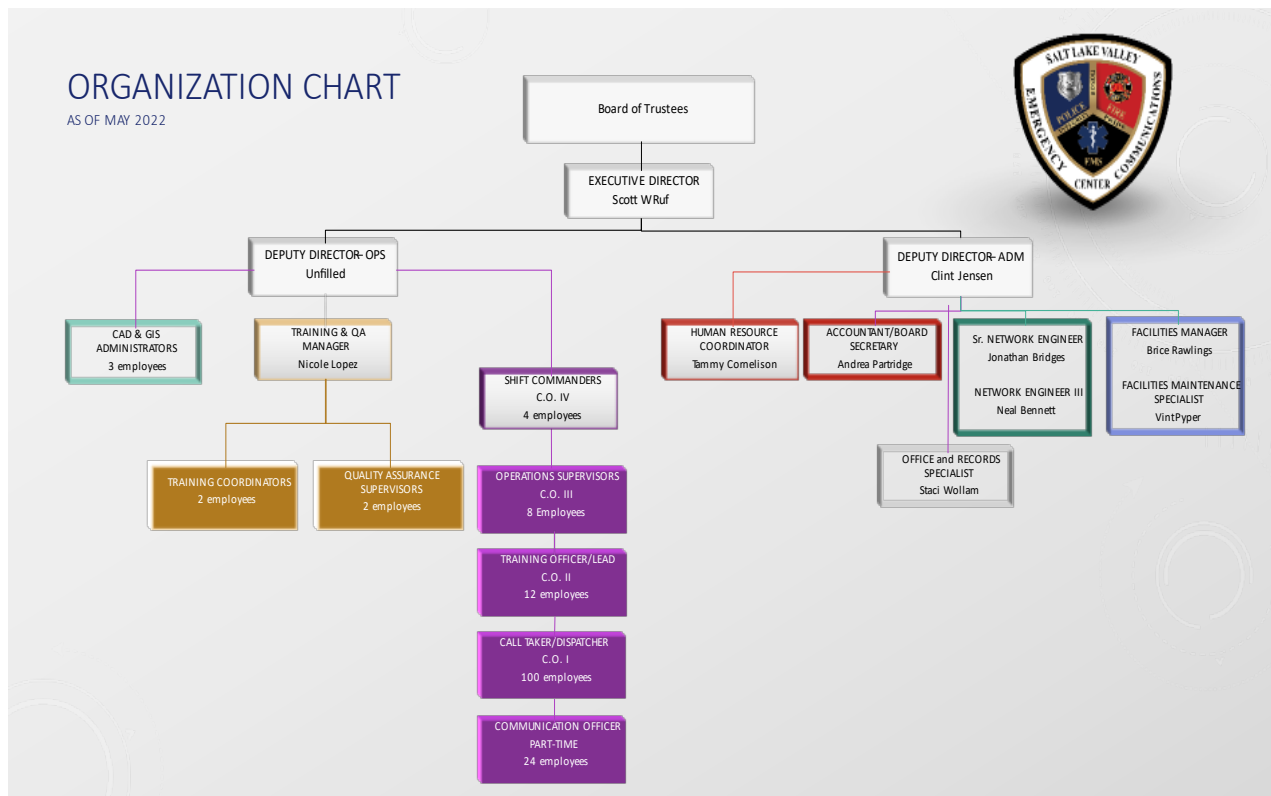 ORGANIZATION CHART
AS OF MAY 2022
SALT LAKE VALLEY
EMERGENCY
COMMUNICATIONS
CENTER
POLICE
INTEGRITY
HONOR
FIRE
EMS
Board of Trustees
EXECUTIVE DIRECTOR
Scott WRuf
DEPUTY DIRECTOR– OPS
Unfilled
DEPUTY DIRECTOR– ADM
Clint Jensen
CAD & GIS
ADMINISTRATORS
3 employees
TRAINING & QA
MANAGER
Nicole Lopez
SHIFT COMMANDERS
C.O. IV
4 employees
HUMAN RESOURCE
COORDINATOR
Tammy Cornelison
ACCOUNTANT/BOARD
SECRETARY
Andrea Partridge
Sr. NETWORK ENGINEER
Jonathan Bridges
NETWORK ENGINEER III
Neal Bennett
FACILITIES MANAGER
Brice Rawlings
FACILITIES MAINTENANCE
SPECIALIST
VintPyper
TRAINING COORDINATORS
2 employees
QUALITY ASSURANCE
SUPERVISORS
2 employees
OFFICE and RECORDS
SPECIALIST
Staci Wollam
OPERATIONS SUPERVISORS
C.O. III
8 Employees
TRAINING OFFICER/LEAD
C.O. II
12 employees
CALL TAKER/DISPATCHER
C.O. I
100 employees
COMMUNICATION OFFICER
PART-TIME
24 employees